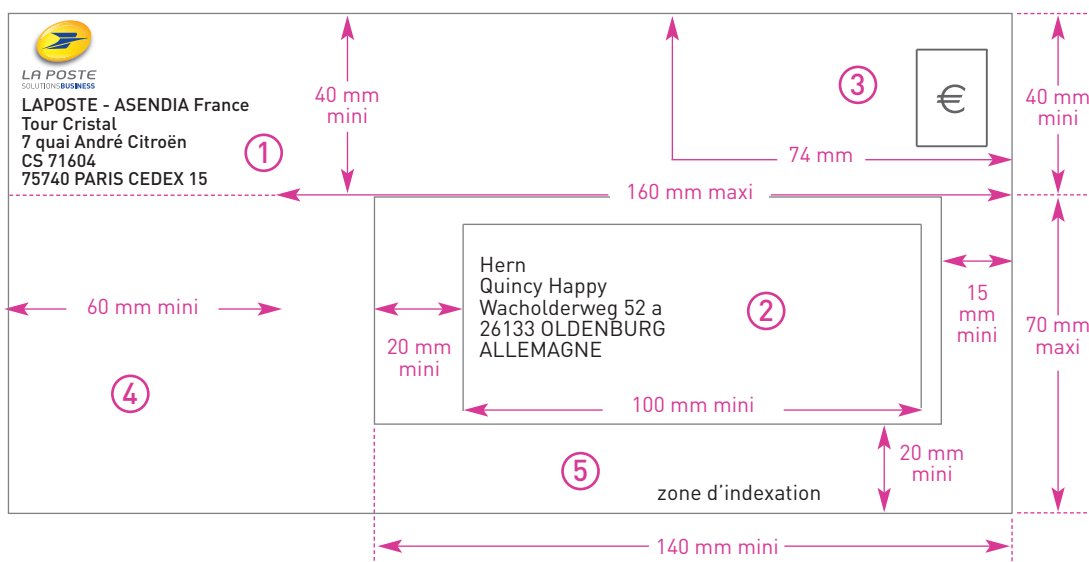 LA POSTE
SOLUTIONSBUSINESS
LAPOSTE - ASENDIA France
Tour Cristal
7 quai André Citroën
CS 71604
75740 PARIS CEDEX 15
1
40 mm
mini
3
€
74 mm
40 mm
mini
160 mm maxi
60 mm mini
4
20 mm
mini
Hern
Quincy Happy
Wacholderweg 52 a
26133 OLDENBURG
ALLEMAGNE
2
100 mm mini
15
mm
mini
70 mm
maxi
5
20 mm
mini
zone d'indexation
140 mm mini